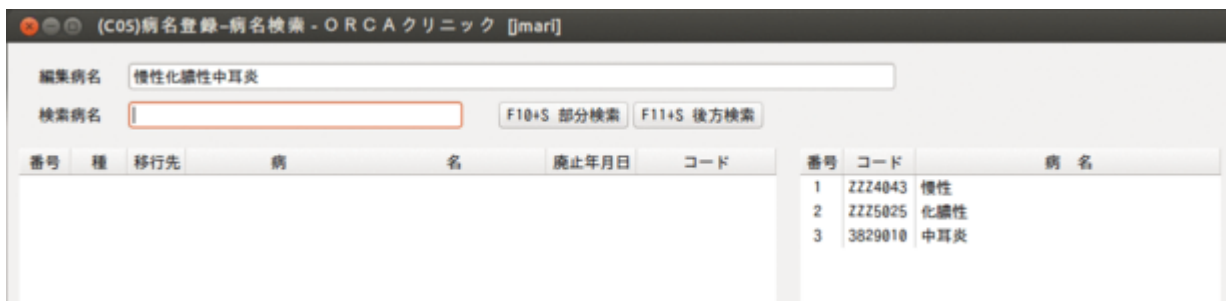 (C05)病名登録–病名検索 - ＯＲＣＡクリニック [jmari]
編集病名 慢性化膿性中耳炎
検索病名 F10+S 部分検索 F11+S 後方検索
番号 種 移行先 病 名 廃止年月日 コード
番号 コード 病 名
1 ZZZ4043 慢性
2 ZZZ5025 化膿性
3 3829010 中耳炎